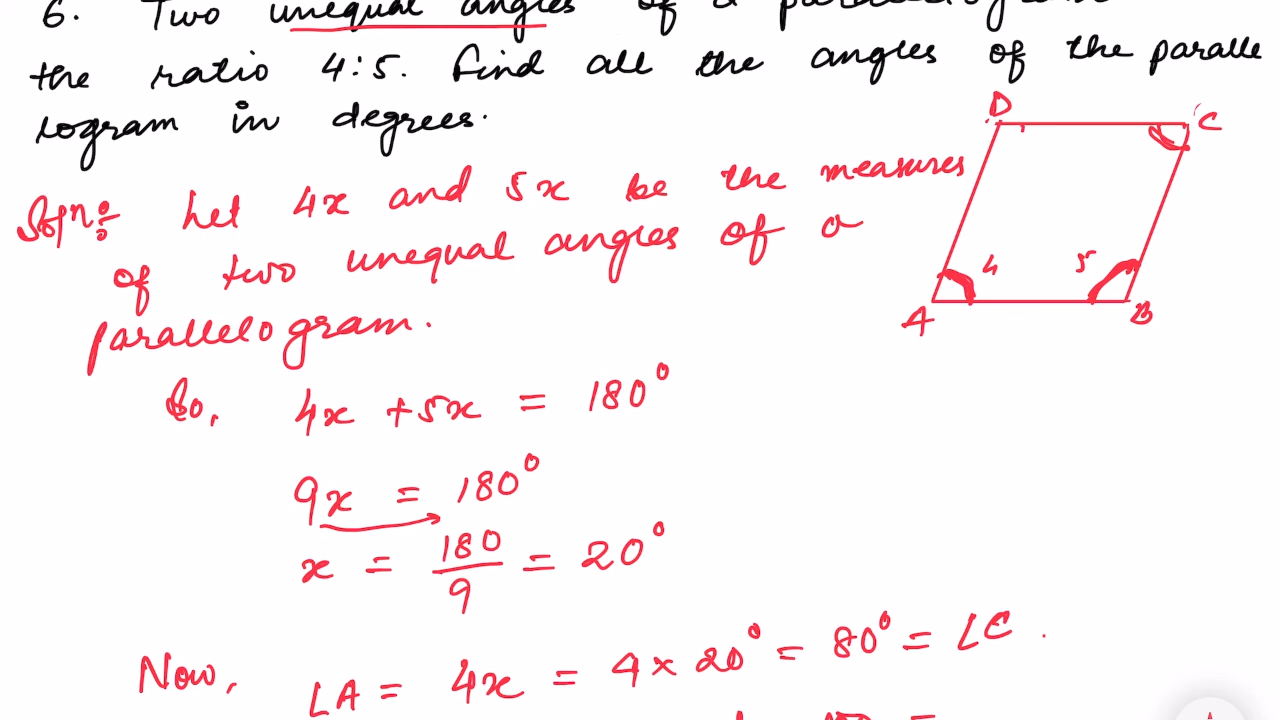 6. Two unequal angles of a parallelogram
the ratio 4:5. Find all the angles of the paralle
logram in degrees.
D
C
Sol^n: Let 4x and 5x be the measures
of two unequal angles of a
parallelogram.
4 5
A B
So, 4x + 5x = 180°
9x = 180°
x = 180/9 = 20°
Now, ∠A = 4x = 4 × 20° = 80° = ∠C.